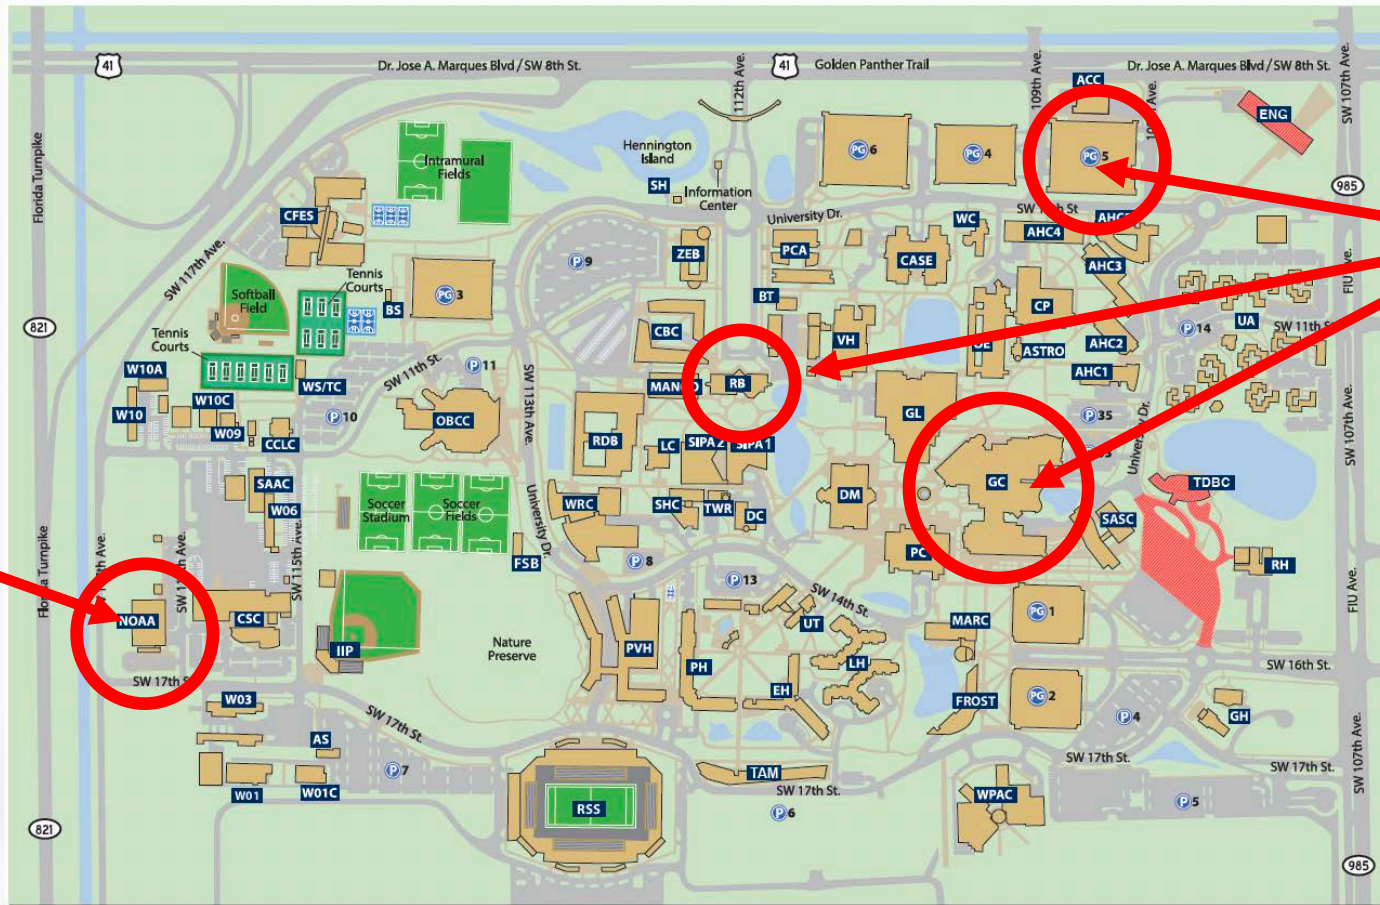 41
Dr. Jose A. Marques Blvd / SW 8th St.
41
Golden Panther Trail
Dr. Jose A. Marques Blvd / SW 8th St.
112th Ave.
109th Ave.
SW 107th Ave.
ACC
ENG
Florida Turnpike
Intramural
Fields
Hennington
Island
SH
Information
Center
PG 6
PG 4
PG 5
985
CFES
University Dr.
WC
SW 117th Ave.
P 9
ZEB
PCA
CASE
AHC4
AHC3
FIU Ave.
Softball
Field
Tennis
Courts
BS
PG 3
BT
CP
821
Tennis
Courts
CBC
VH
ASTRO
AHC2
P 14
UA
SW 11th St.
W10A
WS/TC
SW 11th St.
P 11
SW 113th Ave.
MANGO
RB
AHC1
W10
W10C
W09
P 10
CCLC
OBCC
RDB
LC
SIPA2
SIPA1
GL
P 35
University Dr.
SW 107th Ave.
SAAC
W06
Soccer
Stadium
Soccer
Fields
University Dr.
WRC
SHC
TWR
DC
DM
GC
TDBC
SASC
FSB
P 8
PC
RH
Florida Turnpike
SW 115th Ave.
NOAA
CSC
IIP
Nature
Preserve
PVH
P 13
SW 14th St.
UT
MARC
PG 1
FIU Ave.
PH
LH
EH
SW 16th St.
W03
SW 17th St.
FROST
PG 2
P 4
GH
AS
P 7
W01
W01C
TAM
SW 17th St.
SW 17th St.
SW 17th St.
SW 107th Ave.
RSS
P 6
WPAC
P 5
821
985